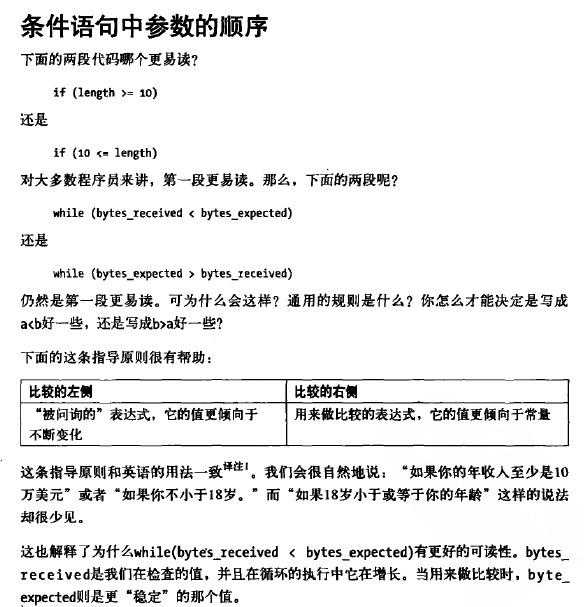 条件语句中参数的顺序
下面的两段代码哪个更易读？
if (length >= 10)
还是
if (10 <= length)
对大多数程序员来讲，第一段更易读。那么，下面的两段呢？
while (bytes_received < bytes_expected)
还是
while (bytes_expected > bytes_received)
仍然是第一段更易读。可为什么会这样？通用的规则是什么？你怎么才能决定是写成
a<b好一些，还是写成b>a好一些？
下面的这条指导原则很有帮助：
比较的左侧 比较的右侧
“被问询的”表达式，它的值更倾向于 用来做比较的表达式，它的值更倾向于常量
不断变化
这条指导原则和英语的用法一致译注1。我们会很自然地说：“如果你的年收入至少是10
万美元”或者“如果你不小于18岁。”而“如果18岁小于或等于你的年龄”这样的说法
却很少见。
这也解释了为什么while(bytes_received < bytes_expected)有更好的可读性。bytes_
received是我们在检查的值，并且在循环的执行中它在增长。当用来做比较时，byte_
expected则是更“稳定”的那个值。